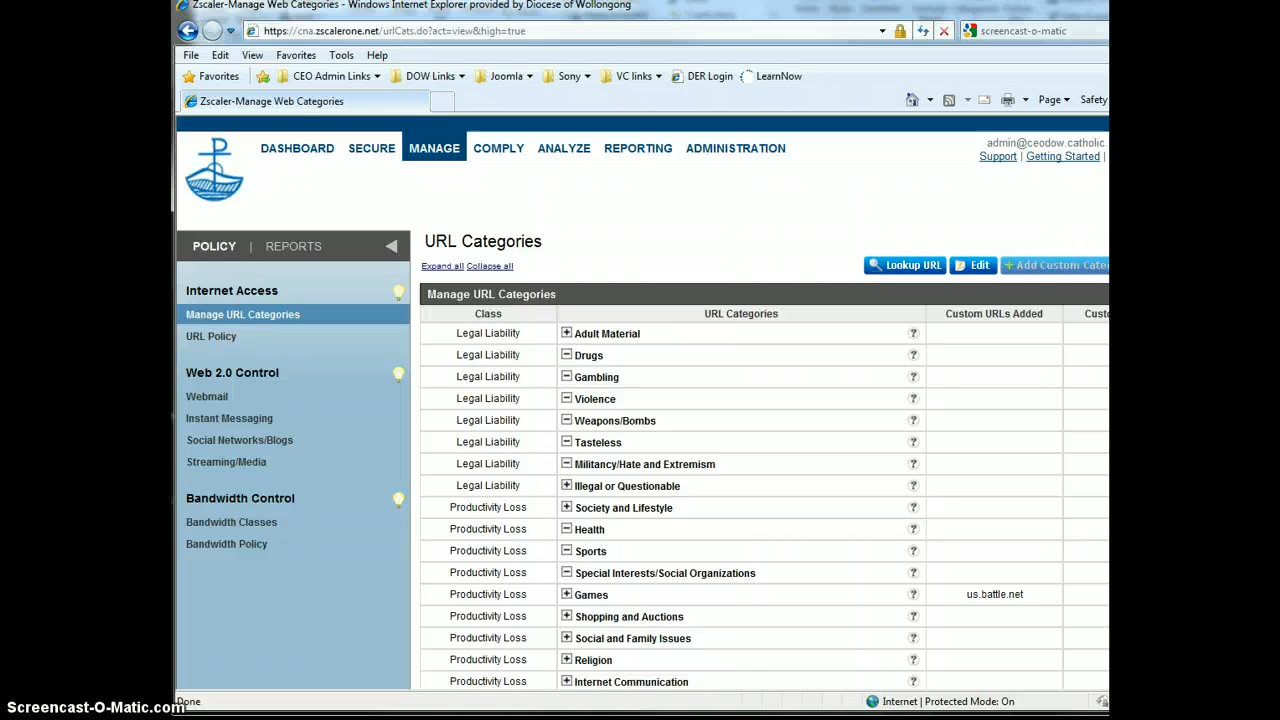 Zscaler-Manage Web Categories - Windows Internet Explorer provided by Diocese of Wollongong
https://cna.zscalerone.net/urlCats.do?act=view&high=true
screencast-o-matic
File Edit View Favorites Tools Help
Favorites CEO Admin Links DOW Links Joomla Sony VC links DER Login LearnNow
Zscaler-Manage Web Categories
Page Safety
DASHBOARD SECURE MANAGE COMPLY ANALYZE REPORTING ADMINISTRATION
admin@ceodow.catholic.
Support | Getting Started |
POLICY | REPORTS
Internet Access
Manage URL Categories
URL Policy
Web 2.0 Control
Webmail
Instant Messaging
Social Networks/Blogs
Streaming/Media
Bandwidth Control
Bandwidth Classes
Bandwidth Policy
URL Categories
Expand all Collapse all
Lookup URL Edit + Add Custom Cate
Manage URL Categories
Class URL Categories Custom URLs Added Custo
Legal Liability + Adult Material ?
Legal Liability − Drugs ?
Legal Liability − Gambling ?
Legal Liability − Violence ?
Legal Liability − Weapons/Bombs ?
Legal Liability − Tasteless ?
Legal Liability − Militancy/Hate and Extremism ?
Legal Liability + Illegal or Questionable ?
Productivity Loss + Society and Lifestyle ?
Productivity Loss − Health ?
Productivity Loss − Sports ?
Productivity Loss − Special Interests/Social Organizations ?
Productivity Loss + Games ? us.battle.net
Productivity Loss + Shopping and Auctions ?
Productivity Loss + Social and Family Issues ?
Productivity Loss + Religion ?
Productivity Loss + Internet Communication ?
Done
Internet | Protected Mode: On
Screencast-O-Matic.com